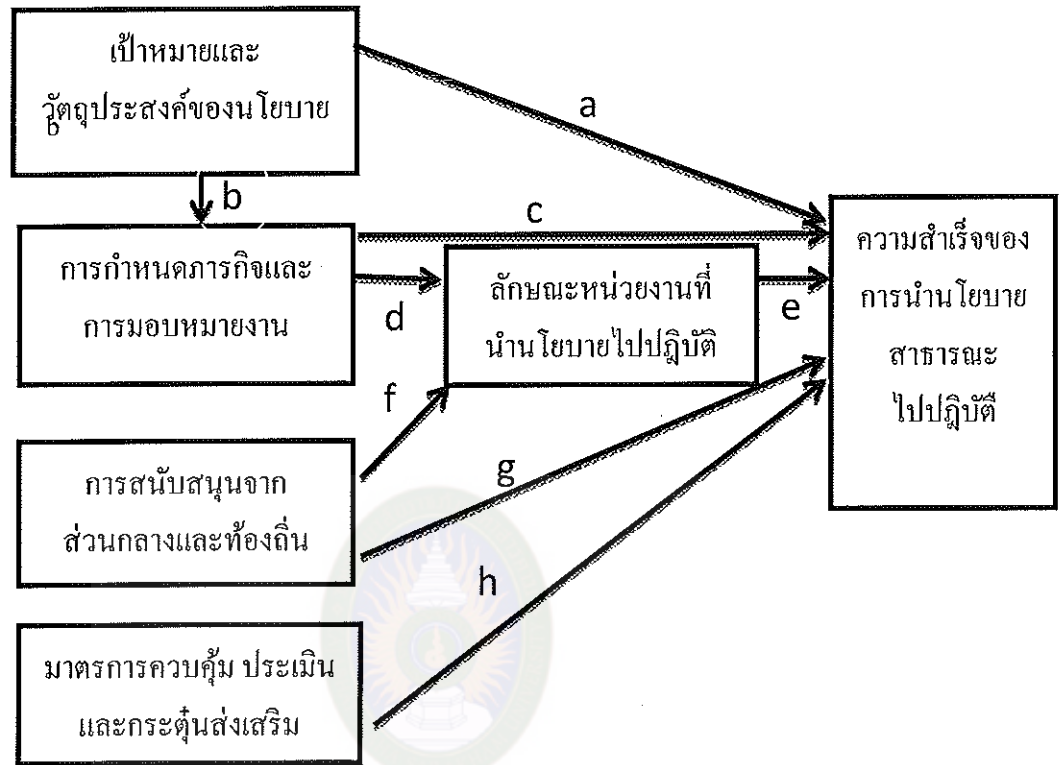 เป้าหมายและ
วัตถุประสงค์ของนโยบาย
b
a
b
c
การกำหนดภารกิจและ
การมอบหมายงาน
d
ลักษณะหน่วยงานที่
นำนโยบายไปปฎิบัติ
e
ความสำเร็จของ
การนำนโยบาย
สาธารณะ
ไปปฎิบัติ
f
การสนับสนุนจาก
ส่วนกลางและท้องถิ่น
g
h
มาตรการควบคุ้ม ประเมิน
และกระตุ้นส่งเสริม